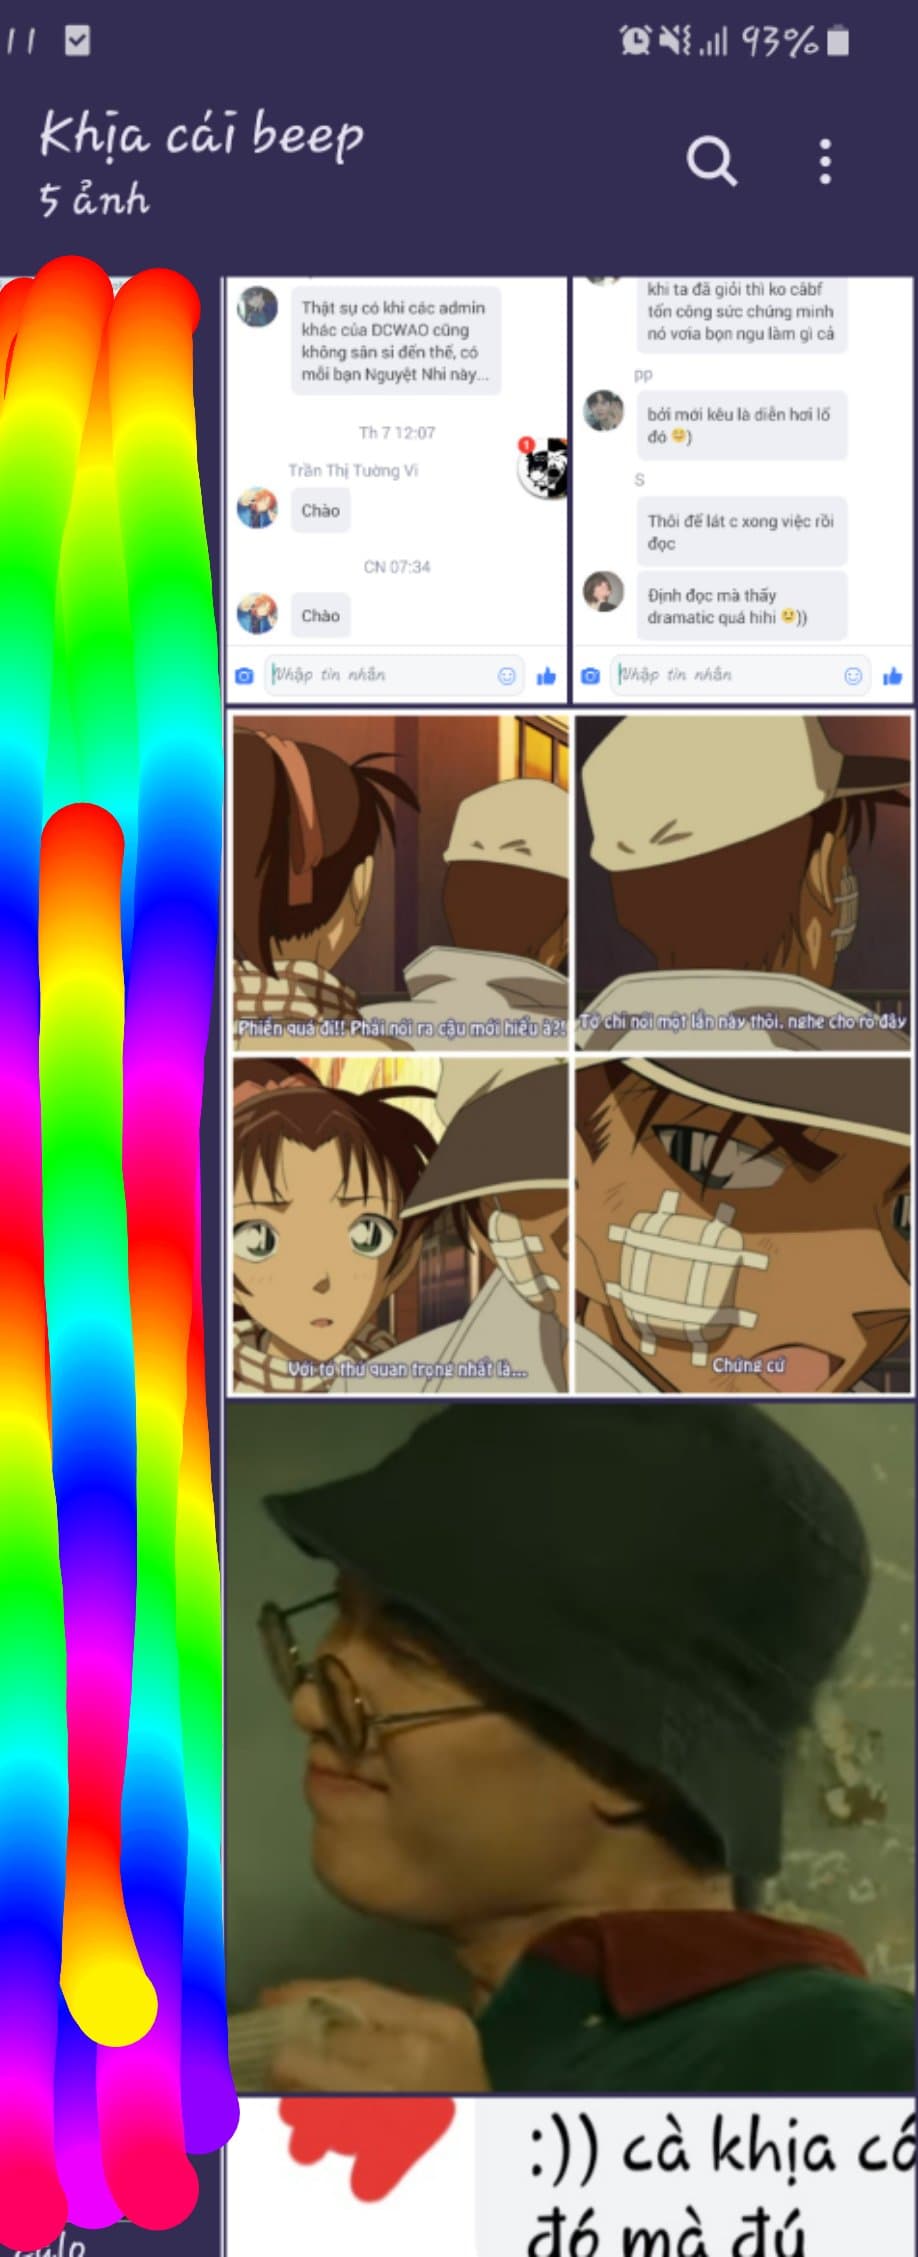 11
93%
Khịa cái beep
5 ảnh
Thật sự có khi các admin
khác của DCWAO cũng
không sân si đến thế, có
mỗi bạn Nguyệt Nhi này...
Th 7 12:07
1
Trần Thị Tường Vi
Chào
CN 07:34
Chào
Nhập tin nhắn
khi ta đã giỏi thì ko câbf
tốn công sức chứng minh
nó vơia bọn ngu làm gì cả
pp
bởi mới kêu là diễn hơi lố
đó 😄)
S
Thôi để lát c xong việc rồi
đọc
Định đọc mà thấy
dramatic quá hihi 😄))
Nhập tin nhắn
Phiền quá đi!! Phải nói ra cậu mới hiểu à?!
Tớ chỉ nói một lần này thôi, nghe cho rõ đây
Với tớ thứ quan trọng nhất là...
Chứng cứ
:)) cà khịa cố
đó mà đú